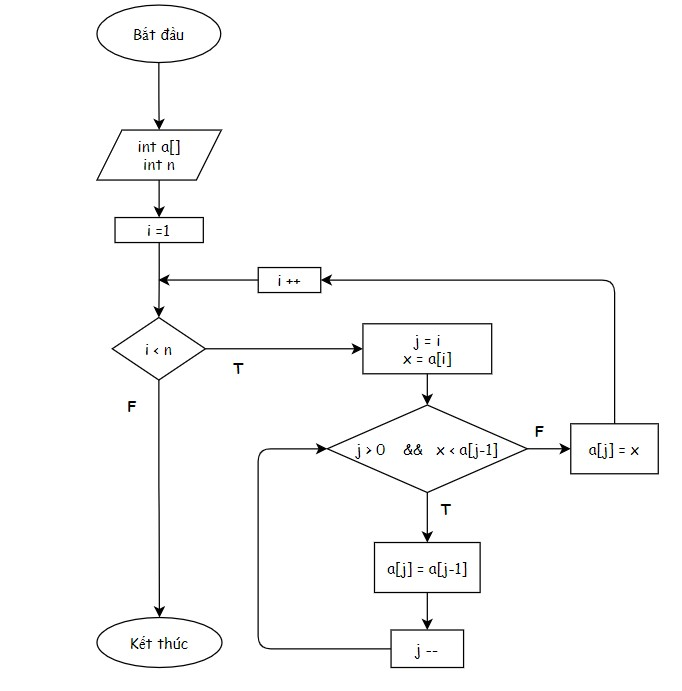 Bắt đầu
int a[]
int n
i =1
i ++
i < n
T
F
j = i
x = a[i]
j > 0 && x < a[j-1]
F
a[j] = x
T
a[j] = a[j-1]
j --
Kết thúc